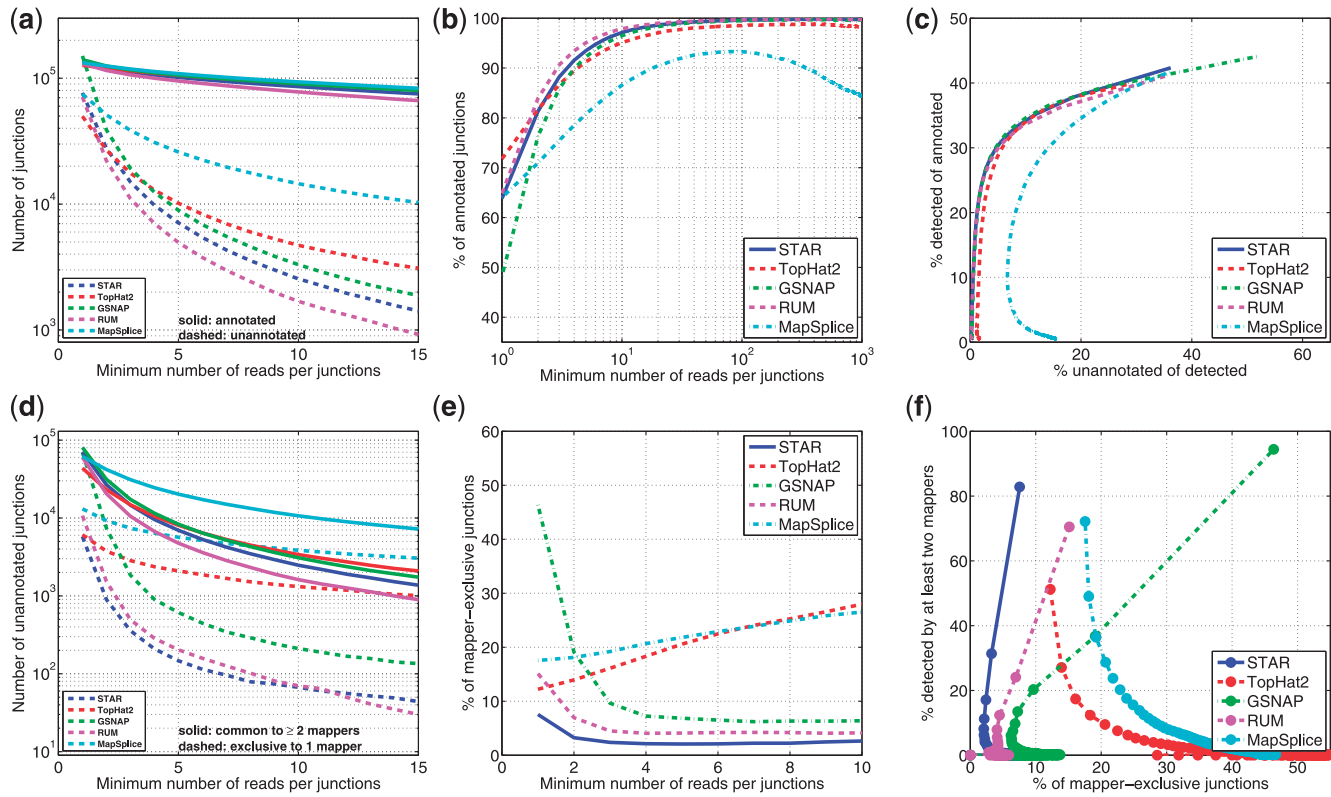 (a)
Number of junctions
10^5
10^4
10^3
0
5
10
15
Minimum number of reads per junctions
STAR
TopHat2
GSNAP
RUM
MapSplice
solid: annotated
dashed: unannotated
(b)
% of annotated junctions
100
90
80
70
60
50
40
10^0
10^1
10^2
10^3
Minimum number of reads per junctions
STAR
TopHat2
GSNAP
RUM
MapSplice
(c)
% detected of annotated
50
40
30
20
10
0
0
20
40
60
% unannotated of detected
STAR
TopHat2
GSNAP
RUM
MapSplice
(d)
Number of unannotated junctions
10^5
10^4
10^3
10^2
10^1
0
5
10
15
Minimum number of reads per junctions
STAR
TopHat2
GSNAP
RUM
MapSplice
solid: common to ≥ 2 mappers
dashed: exclusive to 1 mapper
(e)
% of mapper-exclusive junctions
60
50
40
30
20
10
0
0
2
4
6
8
10
Minimum number of reads per junctions
STAR
TopHat2
GSNAP
RUM
MapSplice
(f)
% detected by at least two mappers
100
80
60
40
20
0
0
10
20
30
40
50
% of mapper-exclusive junctions
STAR
TopHat2
GSNAP
RUM
MapSplice